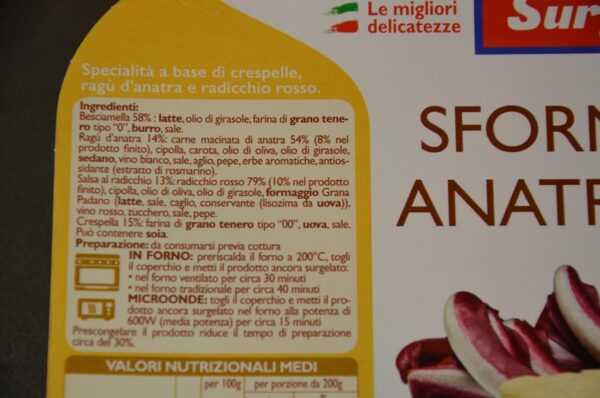 Le migliori
delicatezze
Specialità a base di crespelle,
ragù d'anatra e radicchio rosso.
Ingredienti:
Besciamella 58% : latte, olio di girasole, farina di grano tene-
ro tipo "0", burro, sale.
Ragù d'anatra 14%: carne macinata di anatra 54% (8% nel
prodotto finito), cipolla, carota, olio di oliva, olio di girasole,
sedano, vino bianco, sale, aglio, pepe, erbe aromatiche, antios-
sidante (estratto di rosmarino).
Salsa al radicchio 13%: radicchio rosso 79% (10% nel prodotto
finito), cipolla, olio di oliva, olio di girasole, formaggio Grana
Padano (latte, sale, caglio, conservante (lisozima da uova)),
vino rosso, zucchero, sale, pepe.
Crespella 15%: farina di grano tenero tipo "00", uova, sale.
Può contenere soia.
Preparazione: da consumarsi previa cottura
IN FORNO: preriscalda il forno a 200°C, togli
il coperchio e metti il prodotto ancora surgelato:
• nel forno ventilato per circa 30 minuti
• nel forno tradizionale per circa 40 minuti
MICROONDE: togli il coperchio e metti il pro-
dotto ancora surgelato nel forno alla potenza di
600W (media potenza) per circa 15 minuti
Prescongelare il prodotto riduce il tempo di preparazione
circa del 30%.
VALORI NUTRIZIONALI MEDI
per 100g per porzione da 200g
Sur
SFOR
ANAT